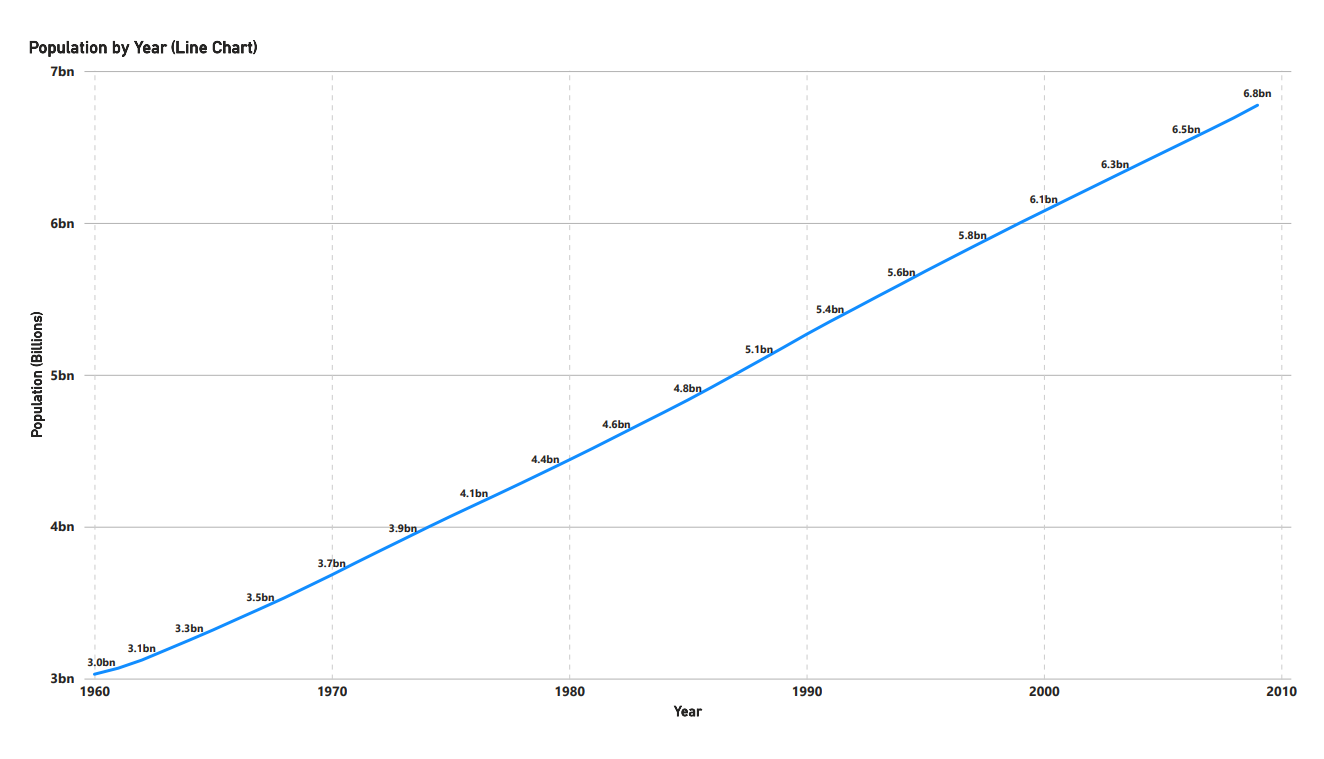 Population by Year (Line Chart)
7bn
6bn
5bn
4bn
3bn
Population (Billions)
3.0bn
3.1bn
3.3bn
3.5bn
3.7bn
3.9bn
4.1bn
4.4bn
4.6bn
4.8bn
5.1bn
5.4bn
5.6bn
5.8bn
6.1bn
6.3bn
6.5bn
6.8bn
1960 1970 1980 1990 2000 2010
Year